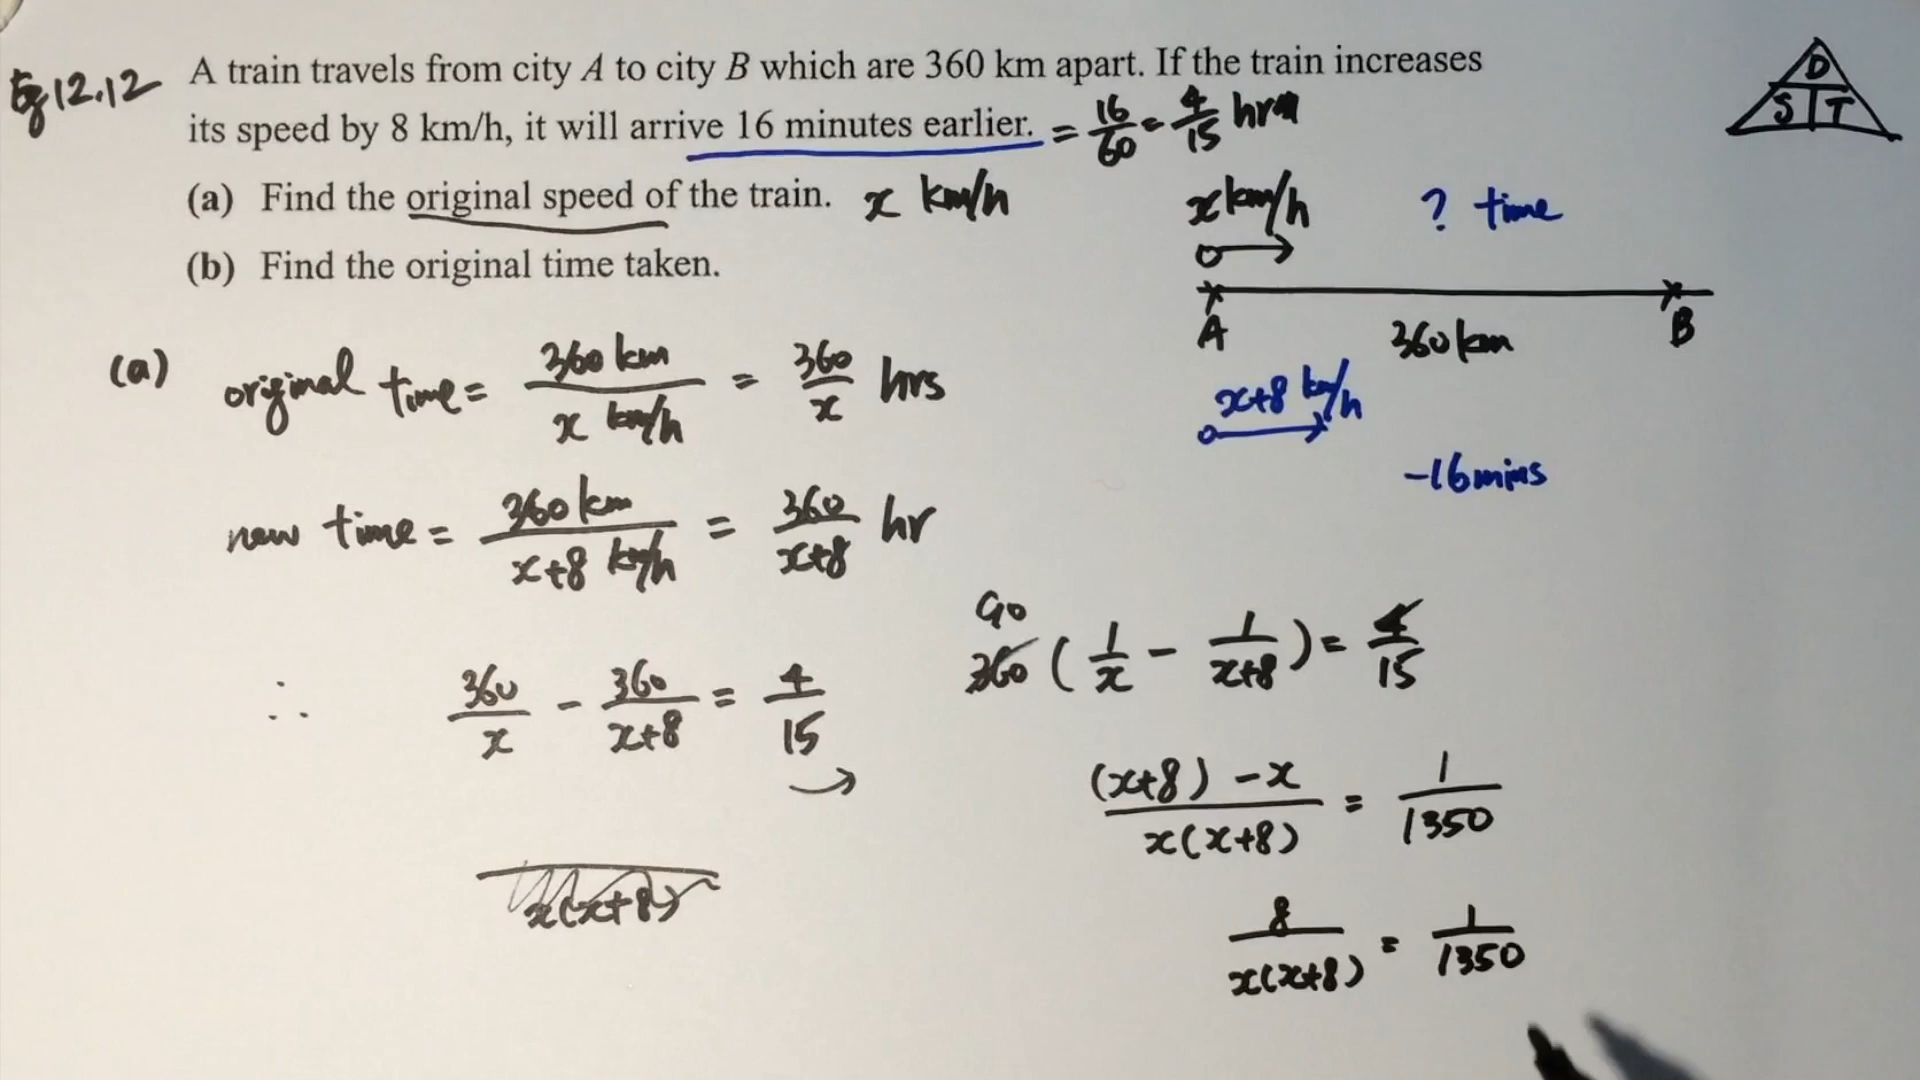 Eg 12.12
A train travels from city A to city B which are 360 km apart. If the train increases
its speed by 8 km/h, it will arrive 16 minutes earlier. = 16/60 = 4/15 hr
(a) Find the original speed of the train. x km/h
(b) Find the original time taken.
D
S T
x km/h ? time
A 360 km B
x+8 km/h
-16 mins
(a) original time = 360 km / x km/h = 360/x hrs
new time = 360 km / x+8 km/h = 360/x+8 hr
∴ 360/x - 360/x+8 = 4/15
x(x+8)
90
360 (1/x - 1/x+8) = 4/15
(x+8) - x / x(x+8) = 1/1350
8 / x(x+8) = 1/1350